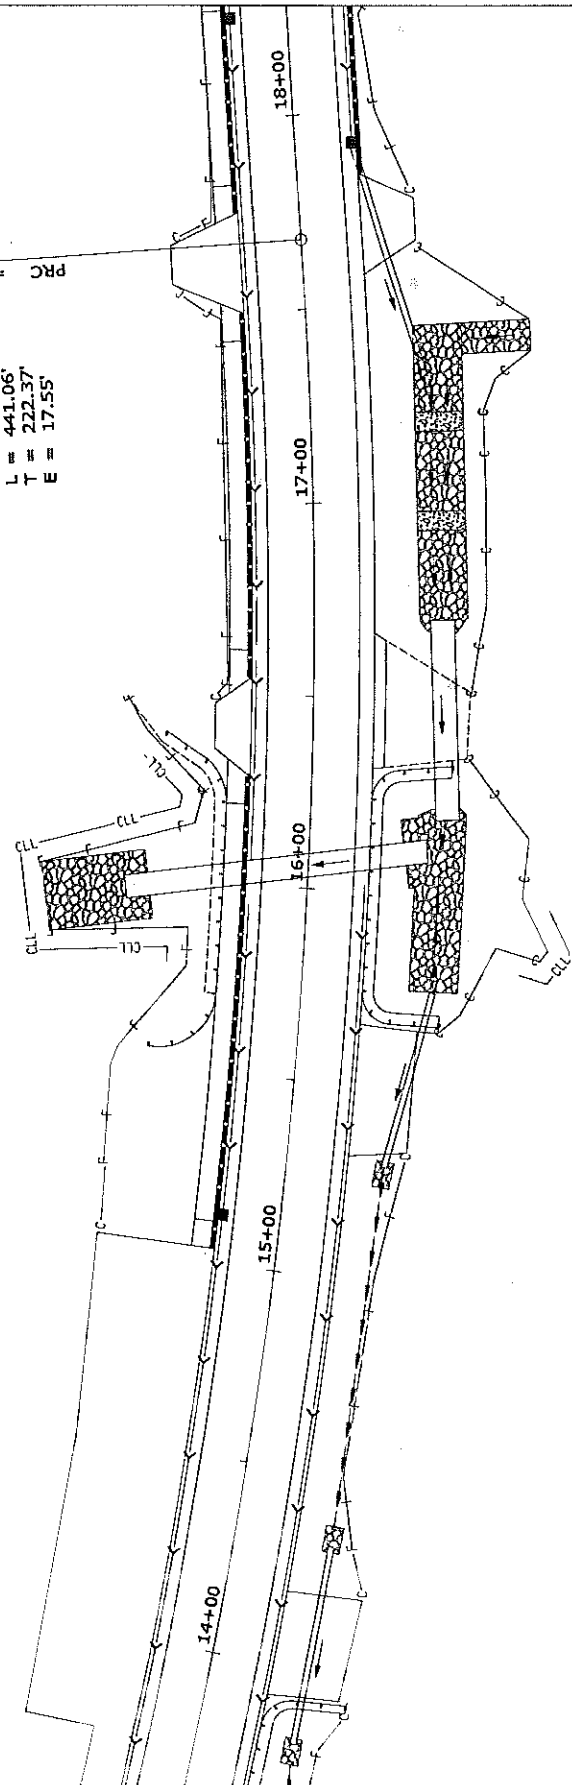 18+00
PRC
L = 441.06'
T = 222.37'
E = 17.55'
17+00
CLL
CLL
CLL
CLL
CLL
16+00
CLL
15+00
14+00